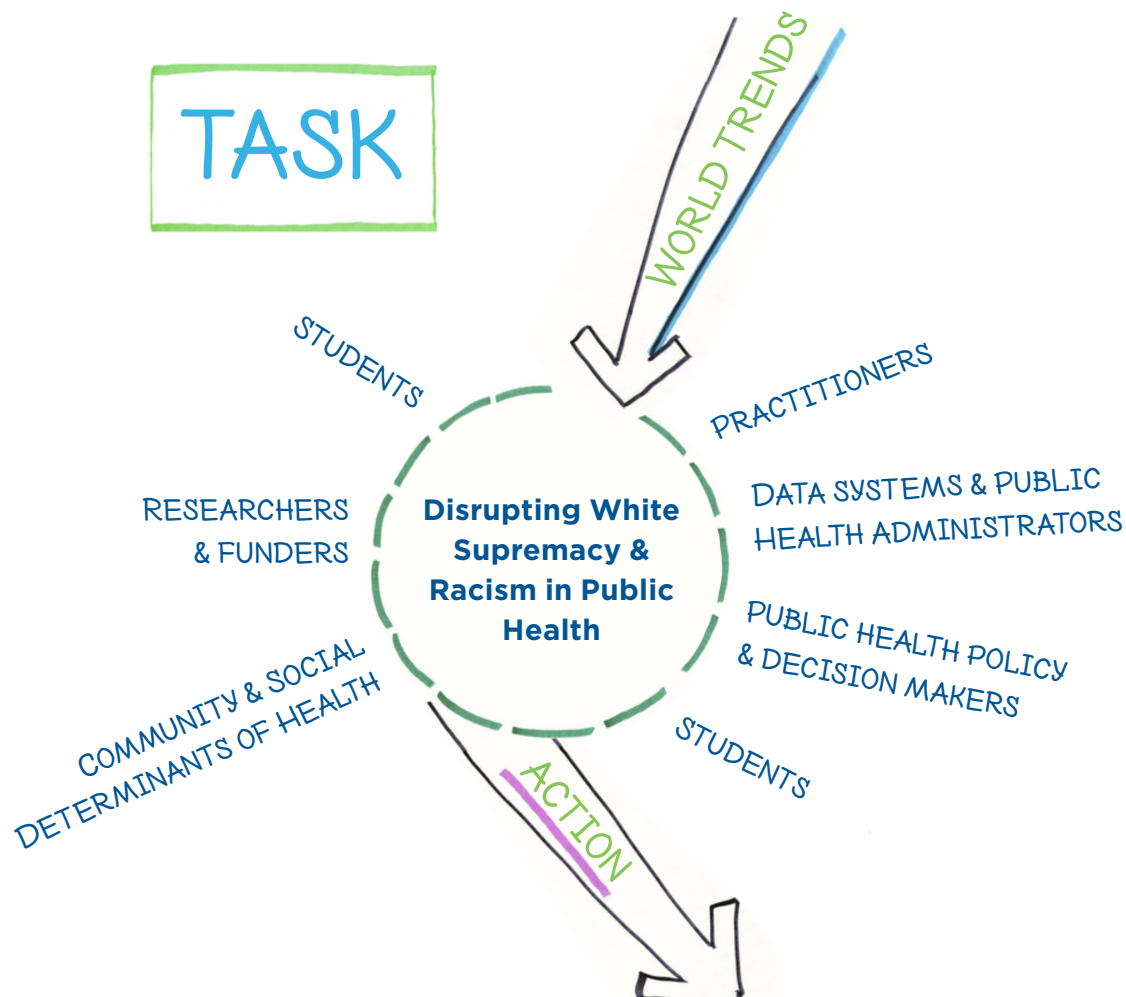 TASK
WORLD TRENDS
STUDENTS
PRACTITIONERS
RESEARCHERS
& FUNDERS
Disrupting White
Supremacy &
Racism in Public
Health
DATA SYSTEMS & PUBLIC
HEALTH ADMINISTRATORS
PUBLIC HEALTH POLICY
& DECISION MAKERS
COMMUNITY & SOCIAL
DETERMINANTS OF HEALTH
STUDENTS
ACTION